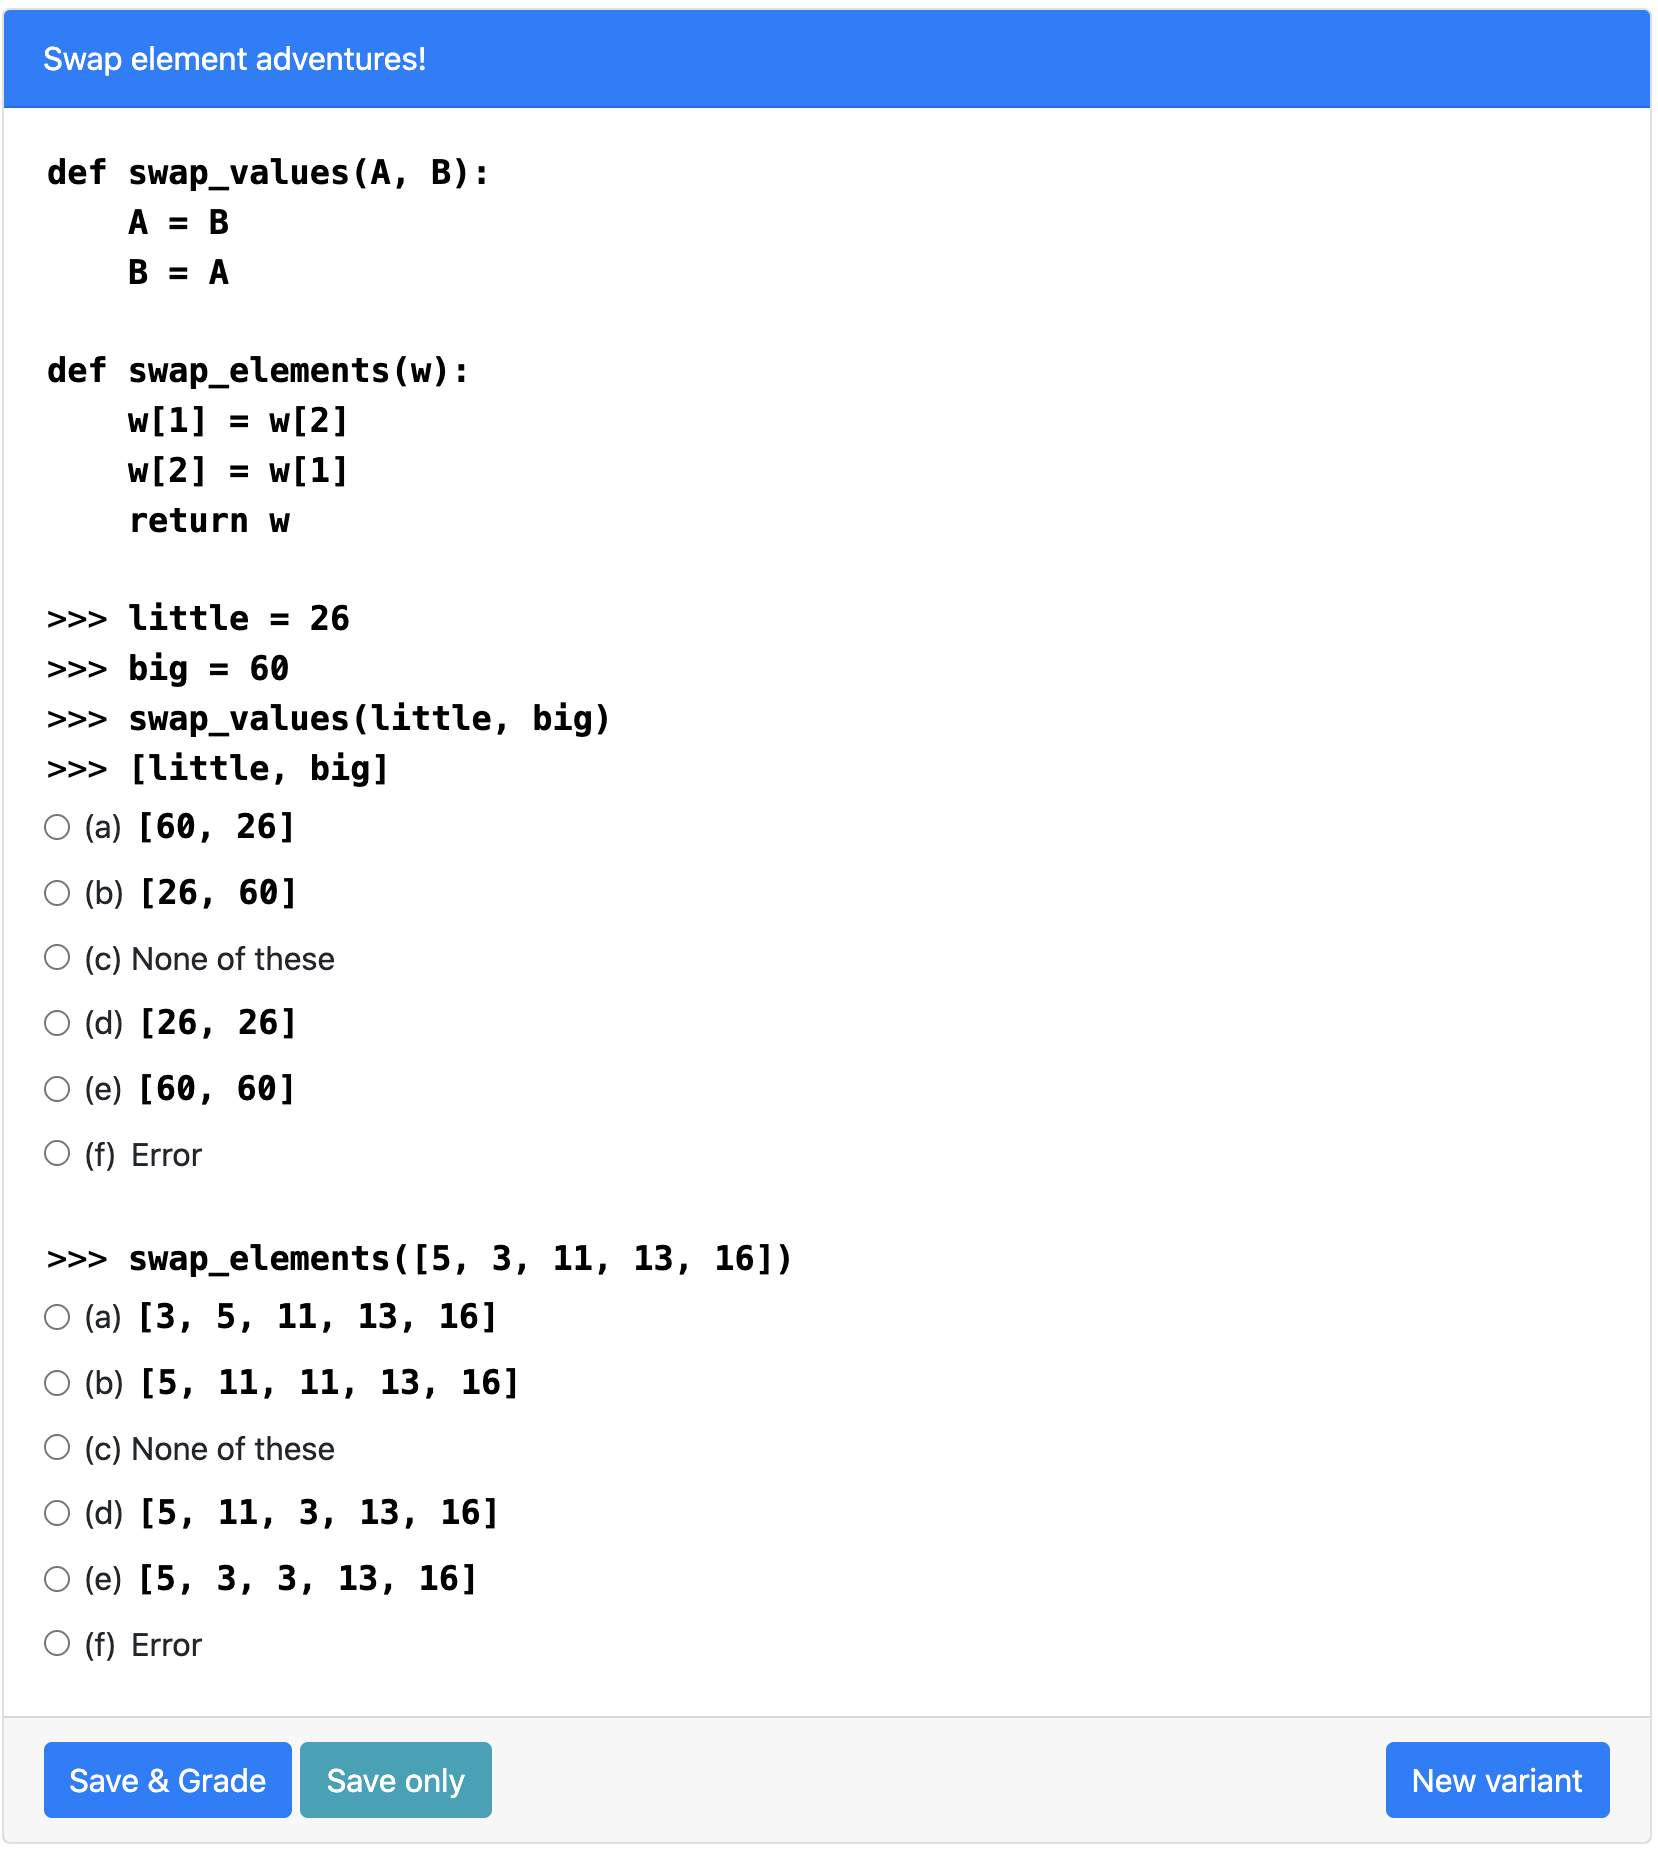 Swap element adventures!
def swap_values(A, B):
    A = B
    B = A
def swap_elements(w):
    w[1] = w[2]
    w[2] = w[1]
    return w
>>> little = 26
>>> big = 60
>>> swap_values(little, big)
>>> [little, big]
(a) [60, 26]
(b) [26, 60]
(c) None of these
(d) [26, 26]
(e) [60, 60]
(f) Error
>>> swap_elements([5, 3, 11, 13, 16])
(a) [3, 5, 11, 13, 16]
(b) [5, 11, 11, 13, 16]
(c) None of these
(d) [5, 11, 3, 13, 16]
(e) [5, 3, 3, 13, 16]
(f) Error
Save & Grade Save only New variant